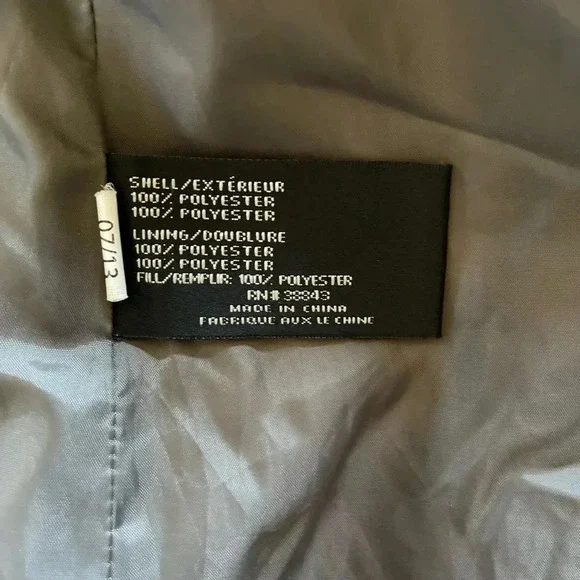 SHELL/EXTÉRIEUR
100% POLYESTER
100% POLYESTER
LINING/DOUBLURE
100% POLYESTER
100% POLYESTER
FILL/REMPLIR: 100% POLYESTER
RN# 38343
MADE IN CHINA
FABRIQUE AUX LE CHINE
07/13